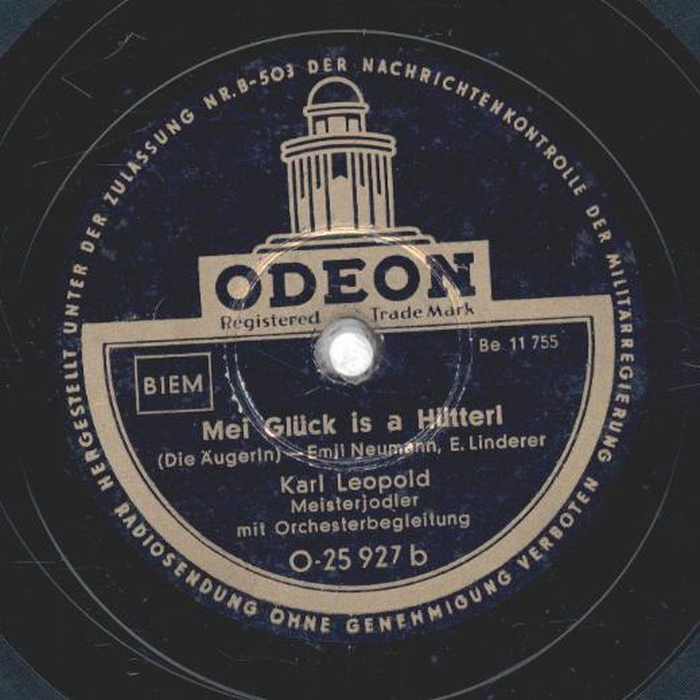 HERGESTELLT UNTER DER ZULASSUNG NR. B-503 DER NACHRICHTENKONTROLLE DER MILITÄRREGIERUNG
ODEON
Registered Trade Mark
BIEM
Be 11 755
Mei Glück is a Hütterl
(Die Äugerln) - Emil Neumann, E. Linderer
Karl Leopold
Meisterjodler
mit Orchesterbegleitung
O-25 927 b
RADIOSENDUNG OHNE GENEHMIGUNG VERBOTEN